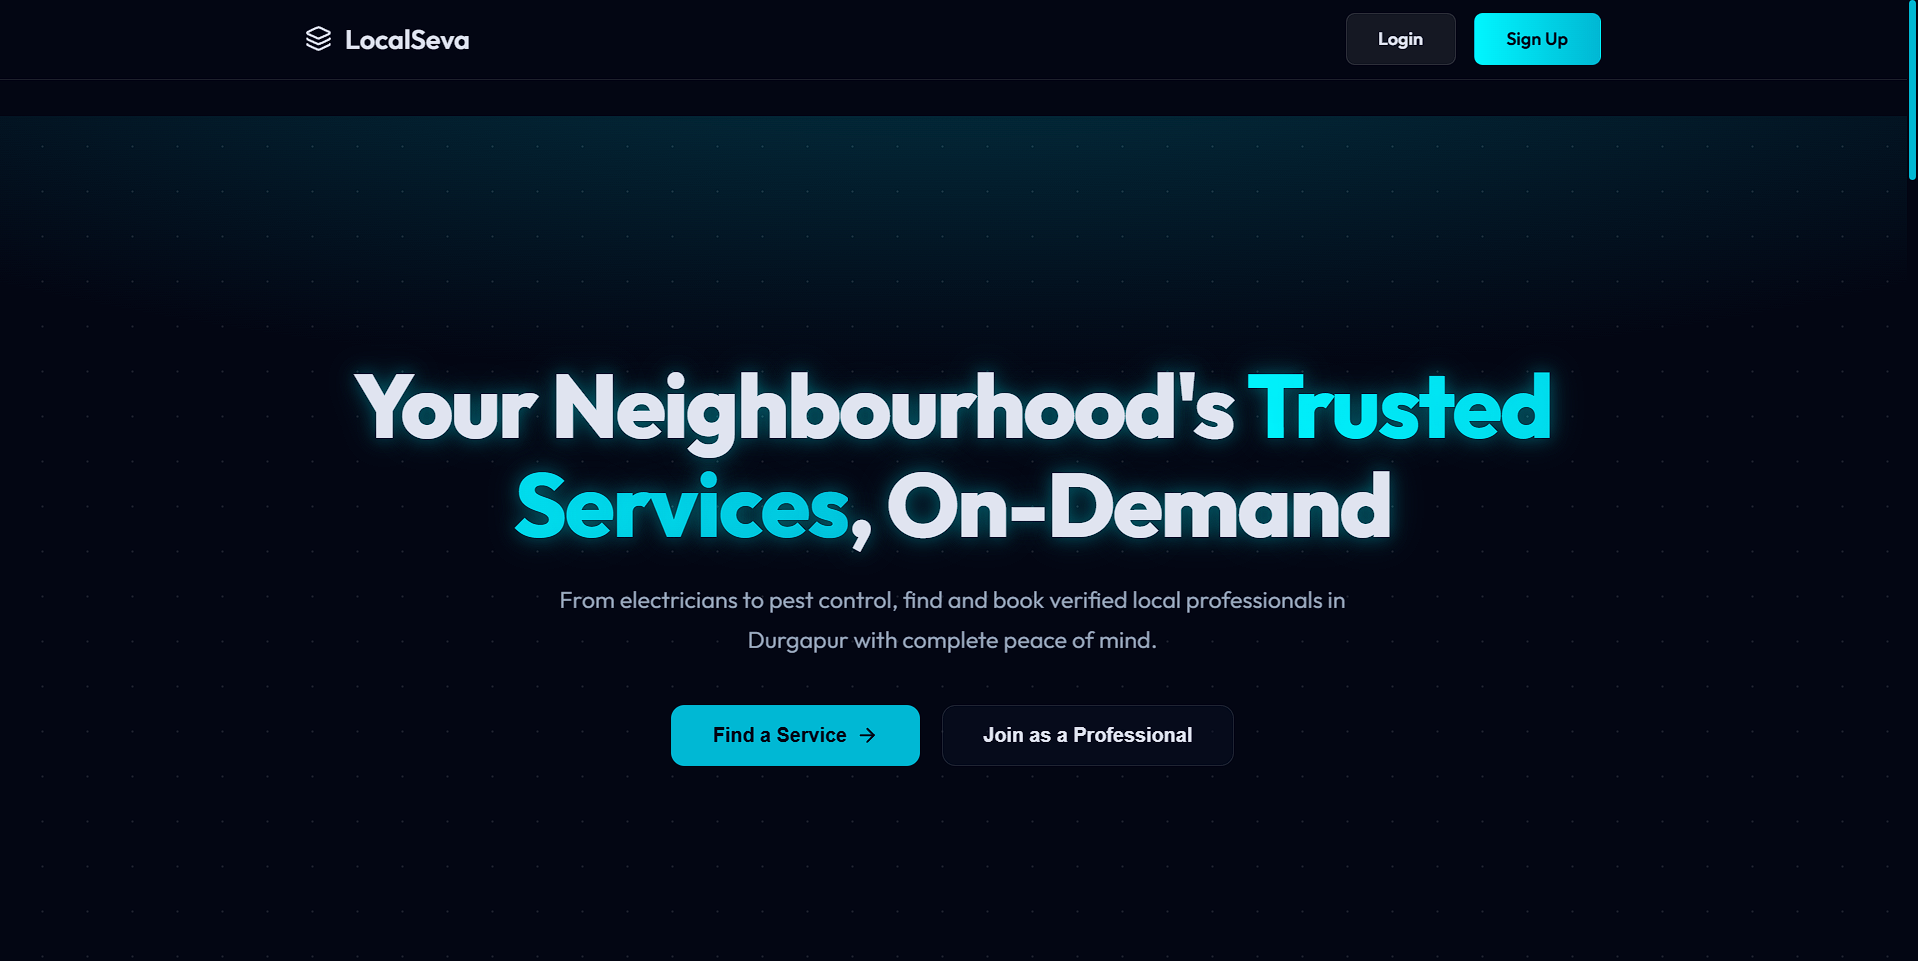 LocalSeva
Login
Sign Up
Your Neighbourhood's Trusted
Services, On-Demand
From electricians to pest control, find and book verified local professionals in
Durgapur with complete peace of mind.
Find a Service →
Join as a Professional